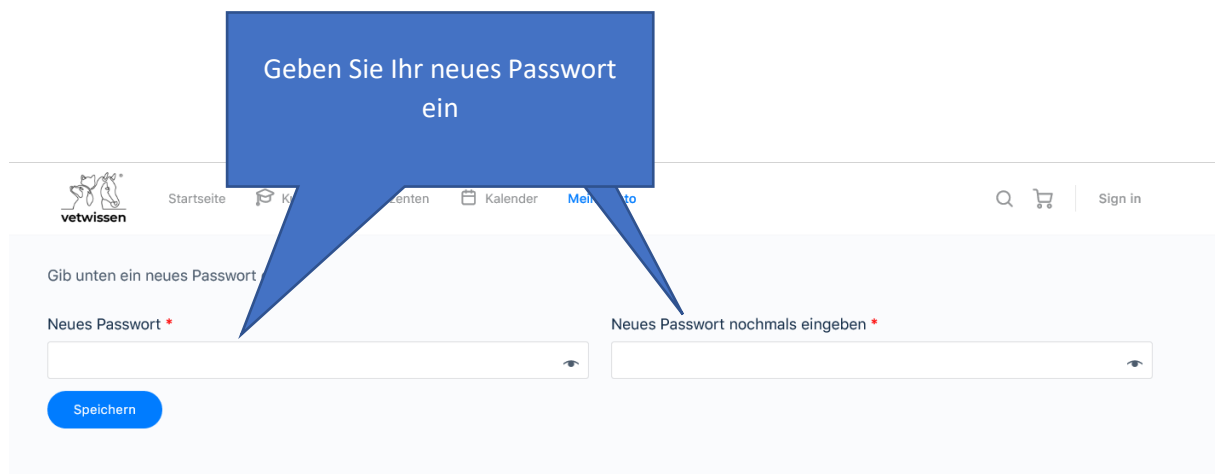 Geben Sie Ihr neues Passwort
ein
vetwissen
Startseite
Kalender
Sign in
Gib unten ein neues Passwort
Neues Passwort *
Neues Passwort nochmals eingeben *
Speichern